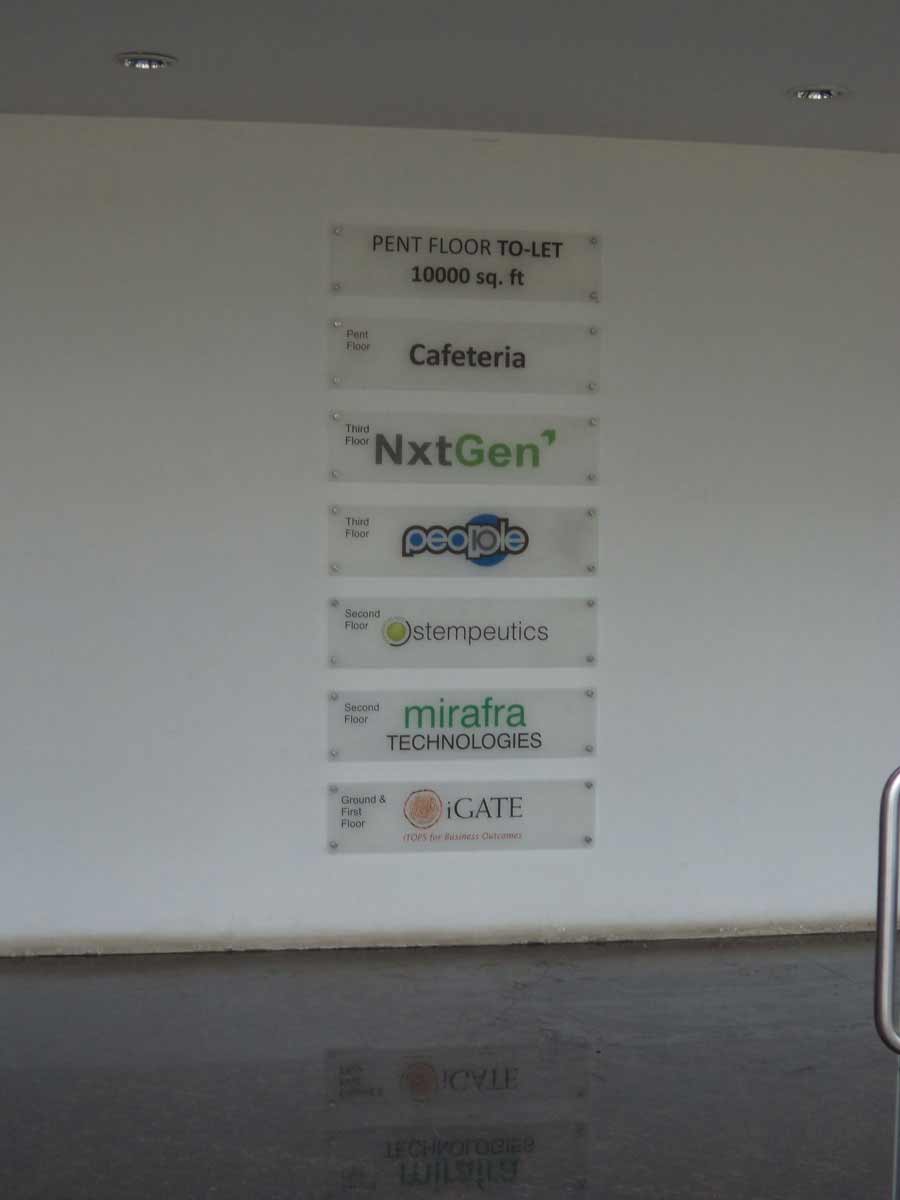 PENT FLOOR TO-LET
10000 sq. ft
Pent
Floor
Cafeteria
Third
Floor
NxtGen
Third
Floor
people
Second
Floor
stempeutics
Second
Floor
mirafra
TECHNOLOGIES
Ground &
First
Floor
iGATE
iTOPS for Business Outcomes